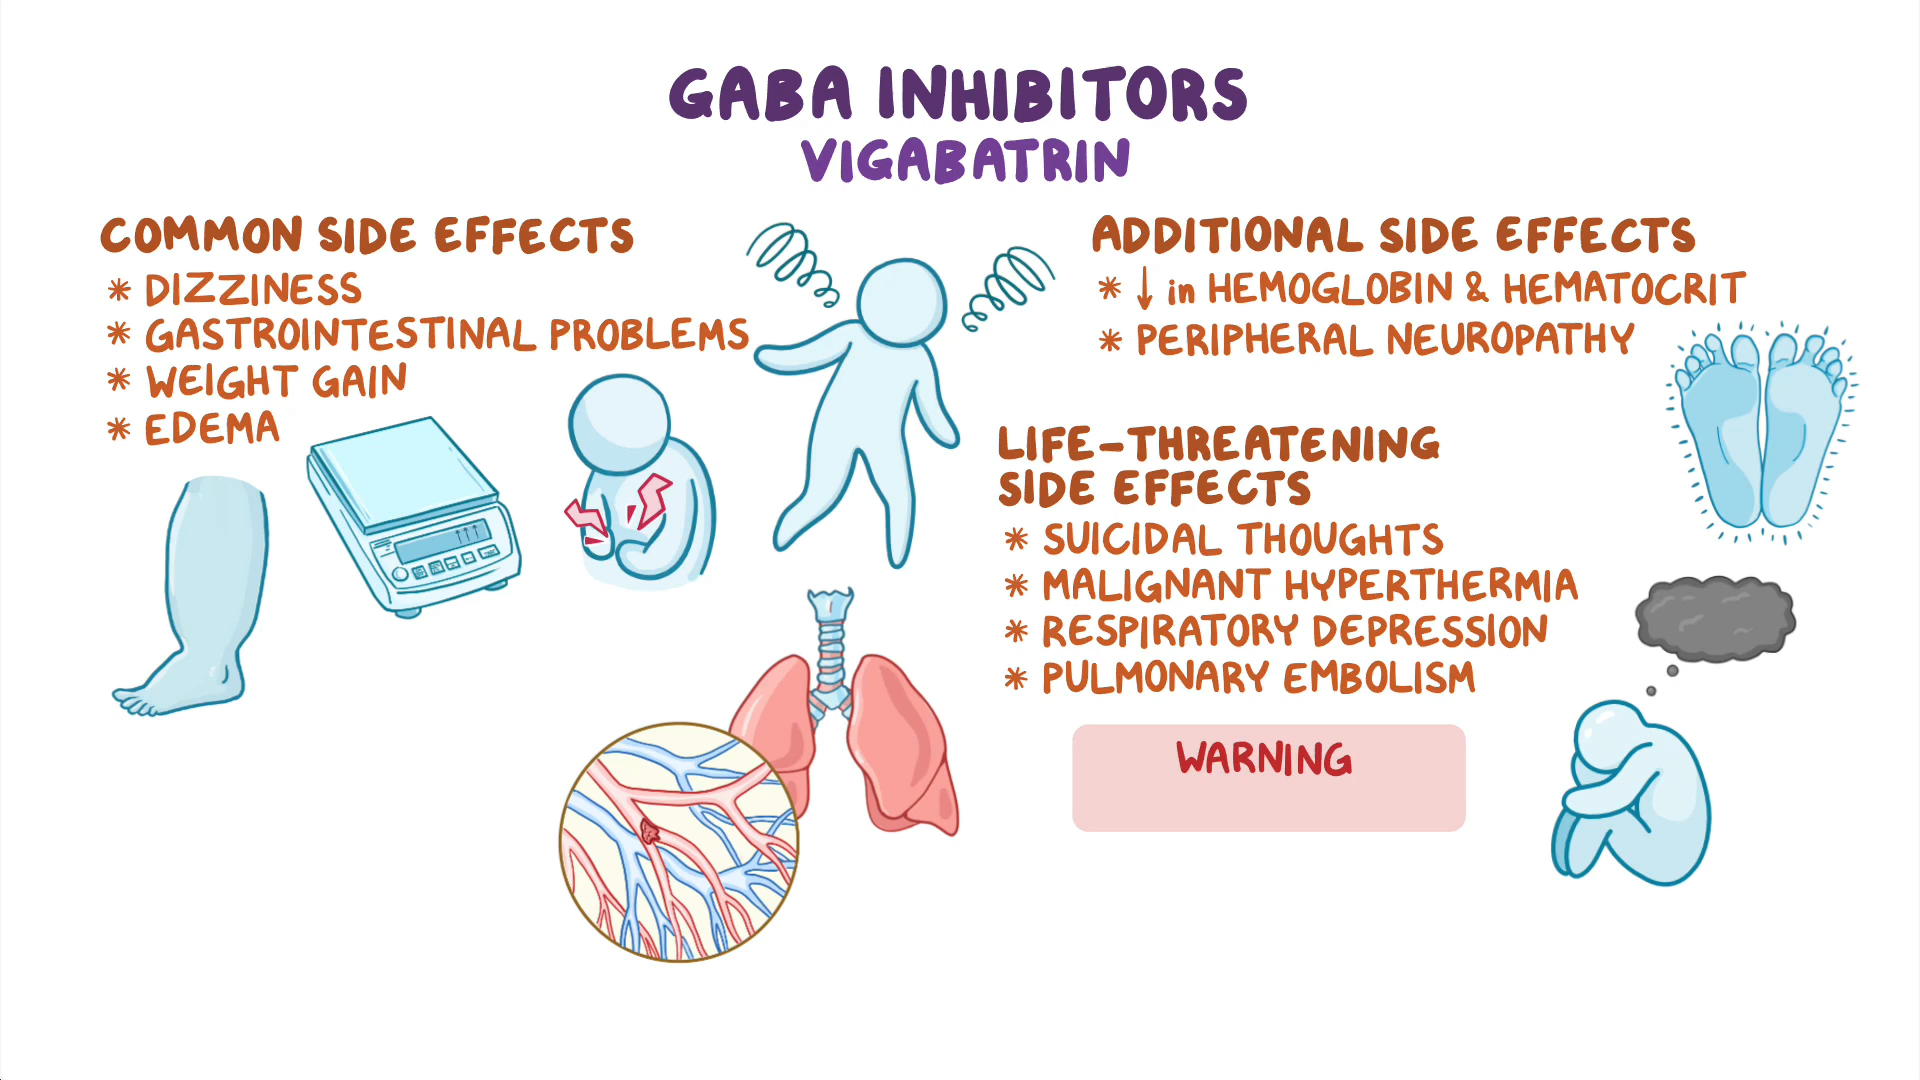 GABA INHIBITORS
VIGABATRIN
COMMON SIDE EFFECTS
* DIZZINESS
* GASTROINTESTINAL PROBLEMS
* WEIGHT GAIN
* EDEMA
ADDITIONAL SIDE EFFECTS
* ↓ in HEMOGLOBIN & HEMATOCRIT
* PERIPHERAL NEUROPATHY
LIFE-THREATENING
SIDE EFFECTS
* SUICIDAL THOUGHTS
* MALIGNANT HYPERTHERMIA
* RESPIRATORY DEPRESSION
* PULMONARY EMBOLISM
WARNING